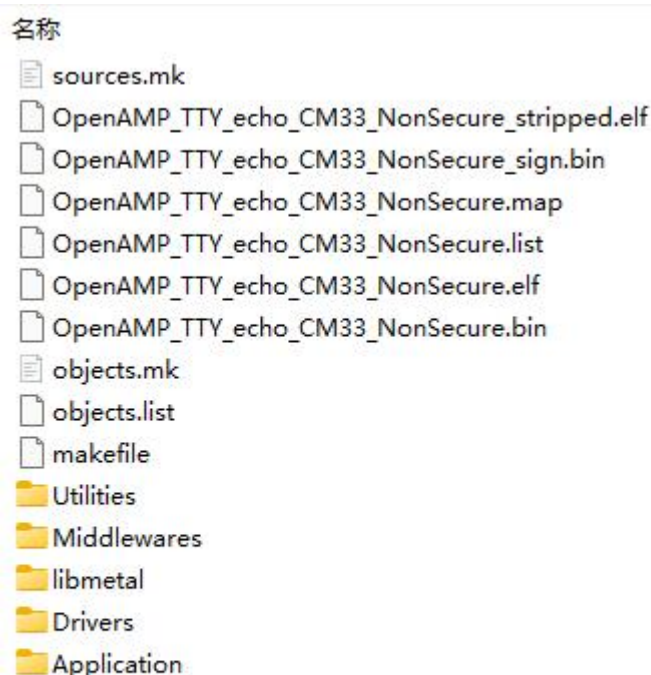 名称
sources.mk
OpenAMP_TTY_echo_CM33_NonSecure_stripped.elf
OpenAMP_TTY_echo_CM33_NonSecure_sign.bin
OpenAMP_TTY_echo_CM33_NonSecure.map
OpenAMP_TTY_echo_CM33_NonSecure.list
OpenAMP_TTY_echo_CM33_NonSecure.elf
OpenAMP_TTY_echo_CM33_NonSecure.bin
objects.mk
objects.list
makefile
Utilities
Middlewares
libmetal
Drivers
Application